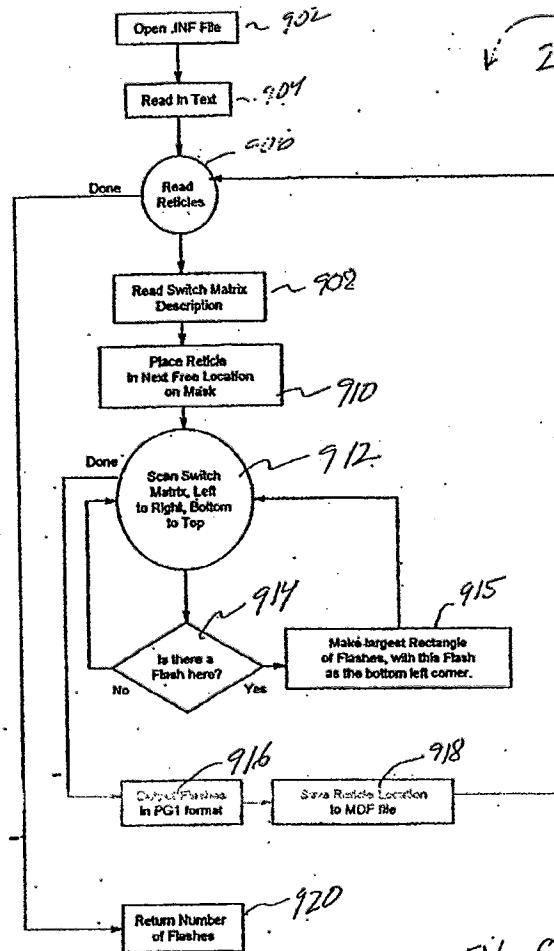 Open .INF File
902
2
Read In Text
904
906
Done
Read
Reticles
Read Switch Matrix
Description
908
Place Reticle
In Next Free Location
on Mask
910
Done
Scan Switch
Matrix, Left
to Right, Bottom
to Top
912
914
Is there a
Flash here?
No
Yes
915
Make largest Rectangle
of Flashes, with this Flash
as the bottom left corner.
916
Output Flashes
in PG1 format
918
Save Reticle Location
to MDF file
920
Return Number
of Flashes